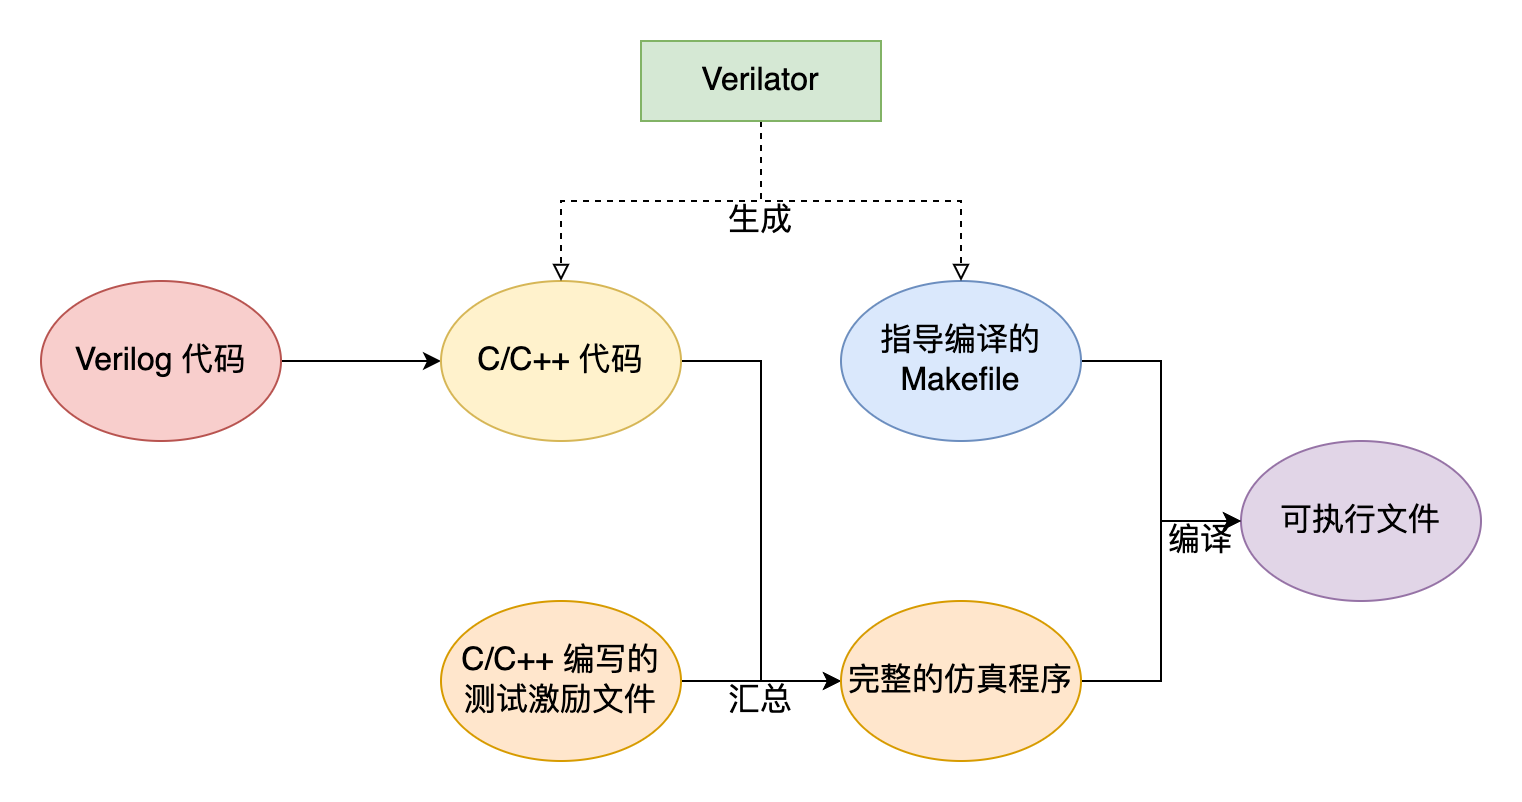 Verilator
生成
Verilog 代码
C/C++ 代码
指导编译的
Makefile
可执行文件
编译
C/C++ 编写的
测试激励文件
汇总
完整的仿真程序